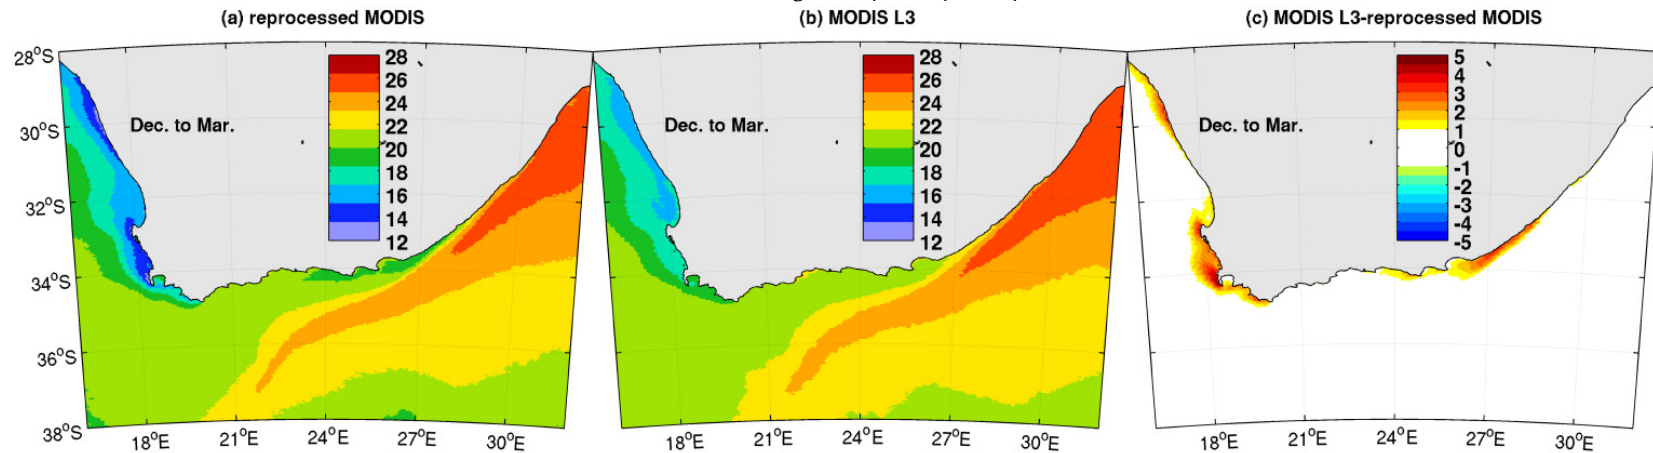 (a) reprocessed MODIS
(b) MODIS L3
(c) MODIS L3-reprocessed MODIS
28°S
30°S
32°S
34°S
36°S
38°S
Dec. to Mar.
28
26
24
22
20
18
16
14
12
18°E
21°E
24°E
27°E
30°E
Dec. to Mar.
28
26
24
22
20
18
16
14
12
18°E
21°E
24°E
27°E
30°E
Dec. to Mar.
5
4
3
2
1
0
-1
-2
-3
-4
-5
18°E
21°E
24°E
27°E
30°E